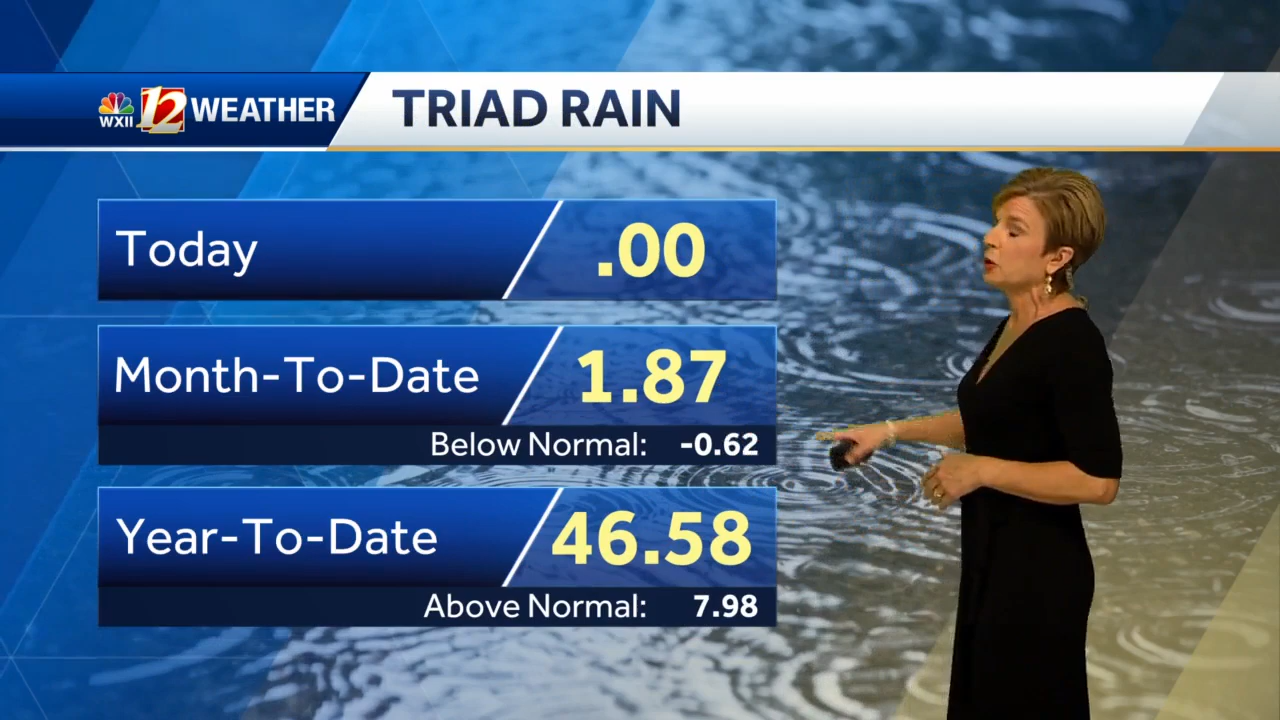 WXII 12 WEATHER
TRIAD RAIN
Today .00
Month-To-Date 1.87
Below Normal: -0.62
Year-To-Date 46.58
Above Normal: 7.98